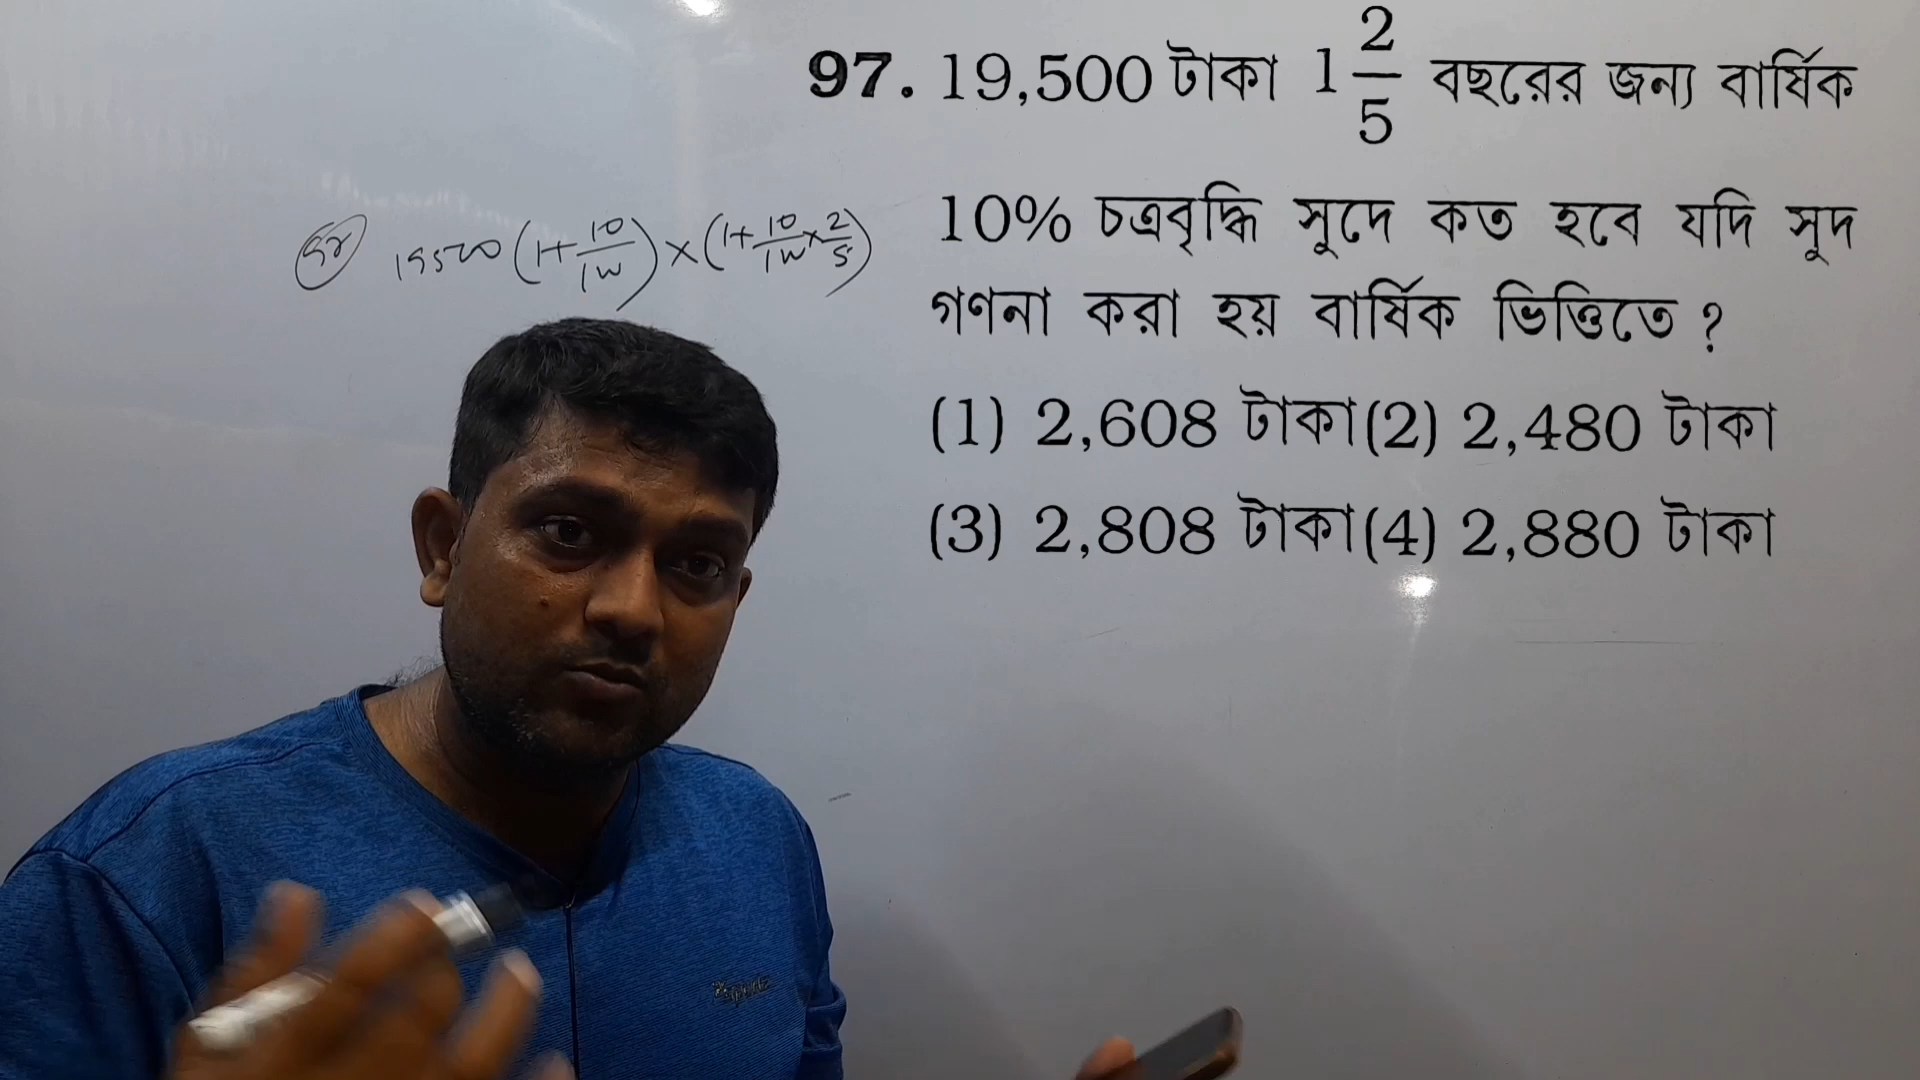 97. 19,500 টাকা 1 2/5 বছরের জন্য বার্ষিক
10% চত্রবৃদ্ধি সুদে কত হবে যদি সুদ
গণনা করা হয় বার্ষিক ভিত্তিতে ?
(1) 2,608 টাকা (2) 2,480 টাকা
(3) 2,808 টাকা (4) 2,880 টাকা
19500 (1+10/100) × (1+10/100×2/5)